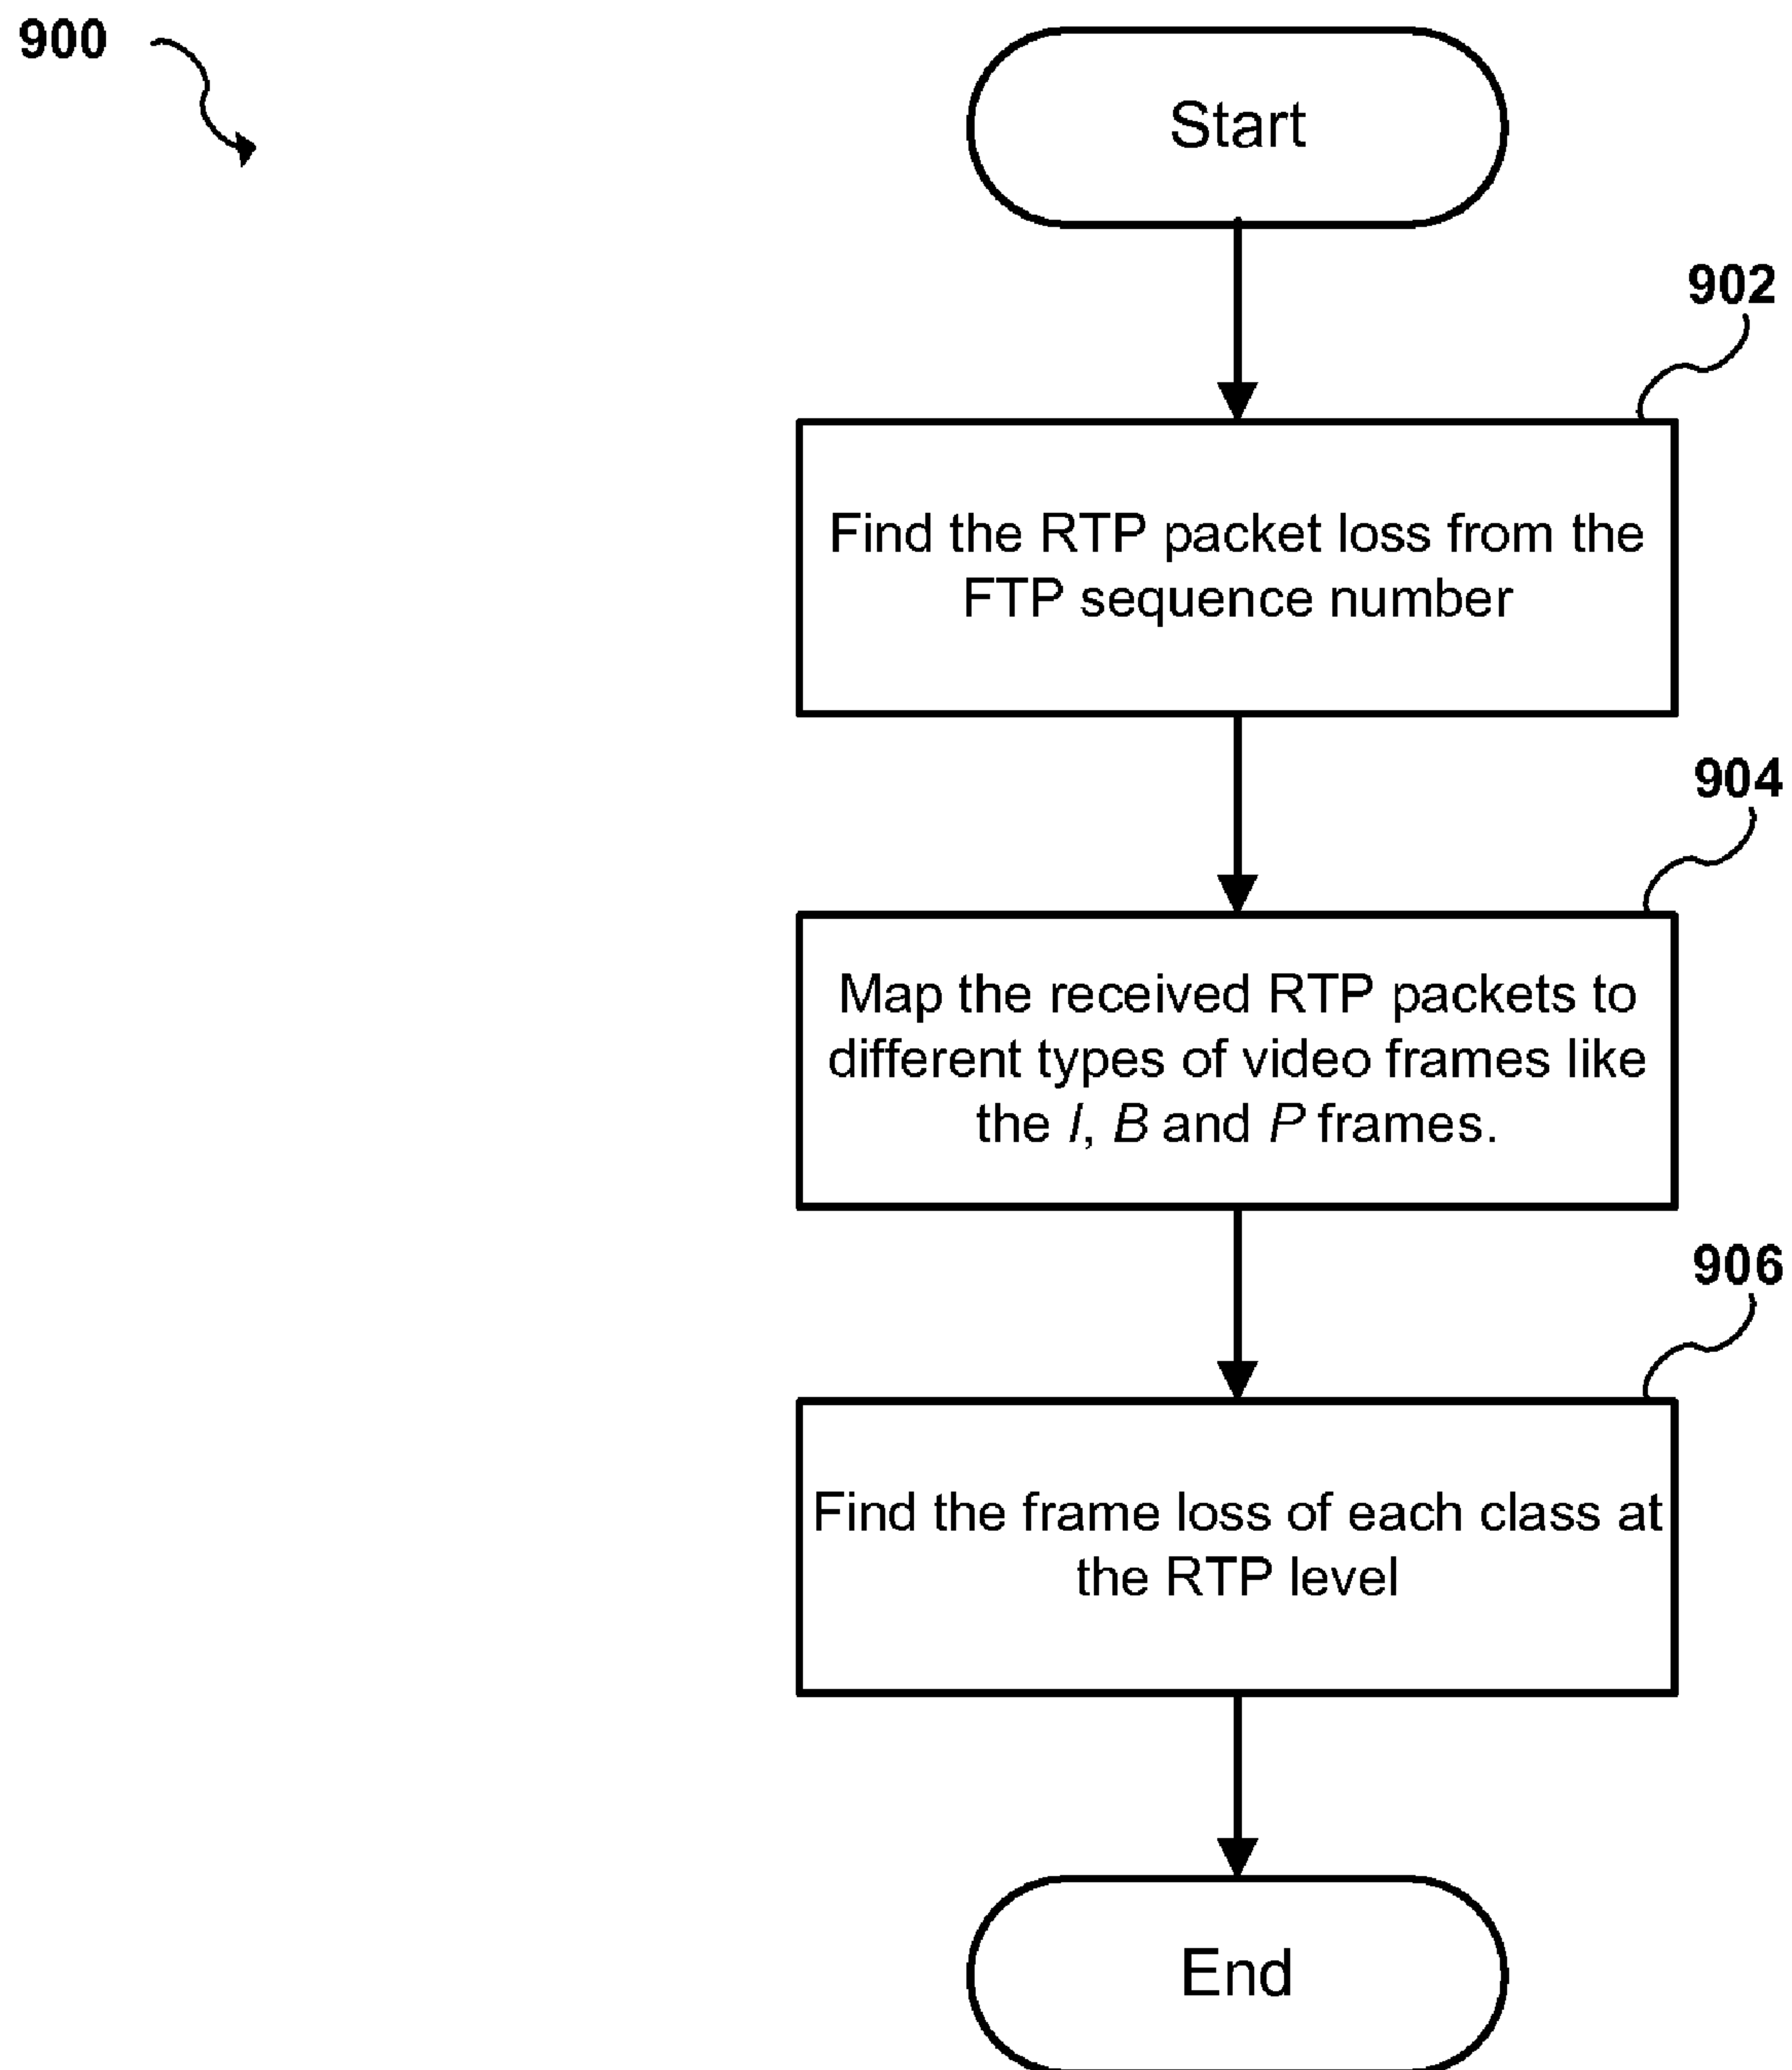 900
Start
902
Find the RTP packet loss from the
FTP sequence number
904
Map the received RTP packets to
different types of video frames like
the I, B and P frames.
906
Find the frame loss of each class at
the RTP level
End